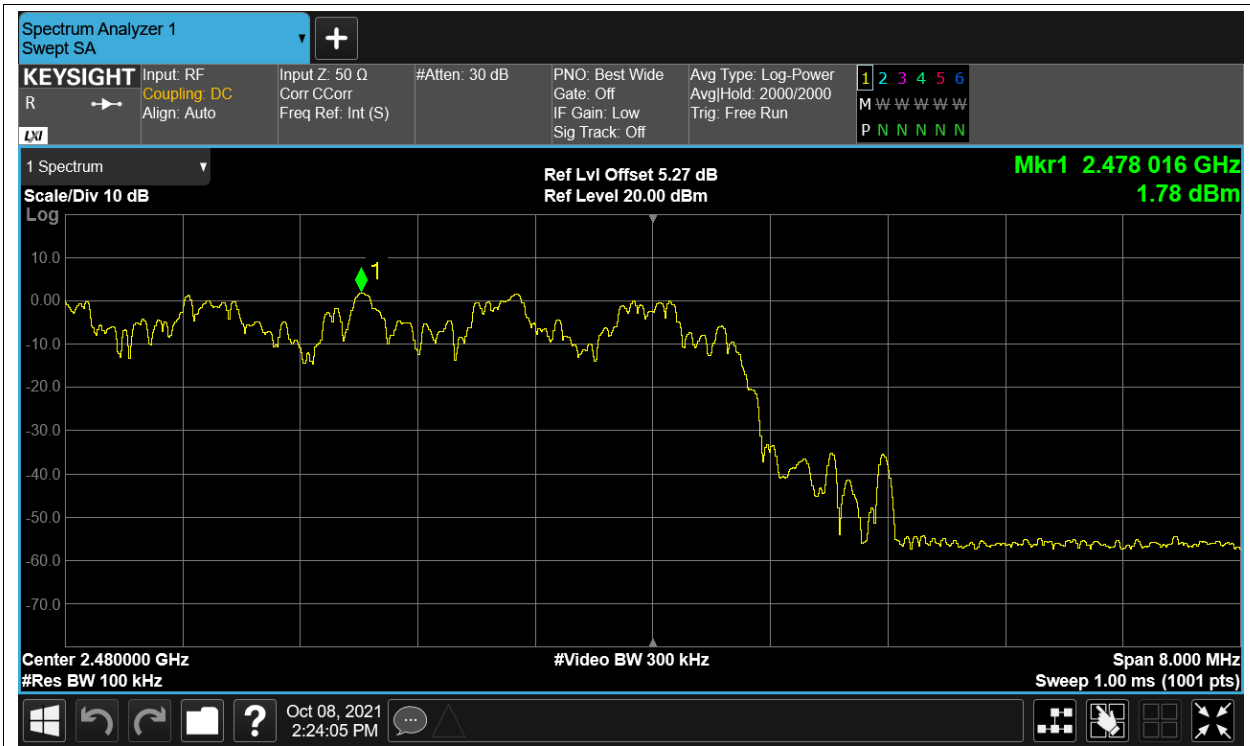 Spectrum Analyzer 1
Swept SA
KEYSIGHT
R
LXI
Input: RF
Coupling: DC
Align: Auto
Input Z: 50 Ω
Corr CCorr
Freq Ref: Int (S)
#Atten: 30 dB
PNO: Best Wide
Gate: Off
IF Gain: Low
Sig Track: Off
Avg Type: Log-Power
Avg|Hold: 2000/2000
Trig: Free Run
1 2 3 4 5 6
M W W W W W
P N N N N N
1 Spectrum
Scale/Div 10 dB
Log
Ref Lvl Offset 5.27 dB
Ref Level 20.00 dBm
Mkr1 2.478 016 GHz
1.78 dBm
1
10.0
0.00
-10.0
-20.0
-30.0
-40.0
-50.0
-60.0
-70.0
Center 2.480000 GHz
#Res BW 100 kHz
#Video BW 300 kHz
Span 8.000 MHz
Sweep 1.00 ms (1001 pts)
?
Oct 08, 2021
2:24:05 PM